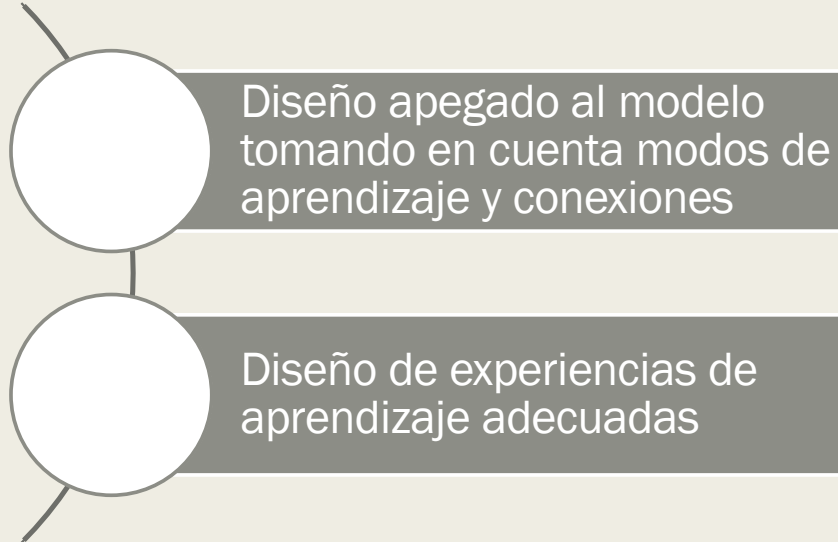 Diseño apegado al modelo
tomando en cuenta modos de
aprendizaje y conexiones
Diseño de experiencias de
aprendizaje adecuadas